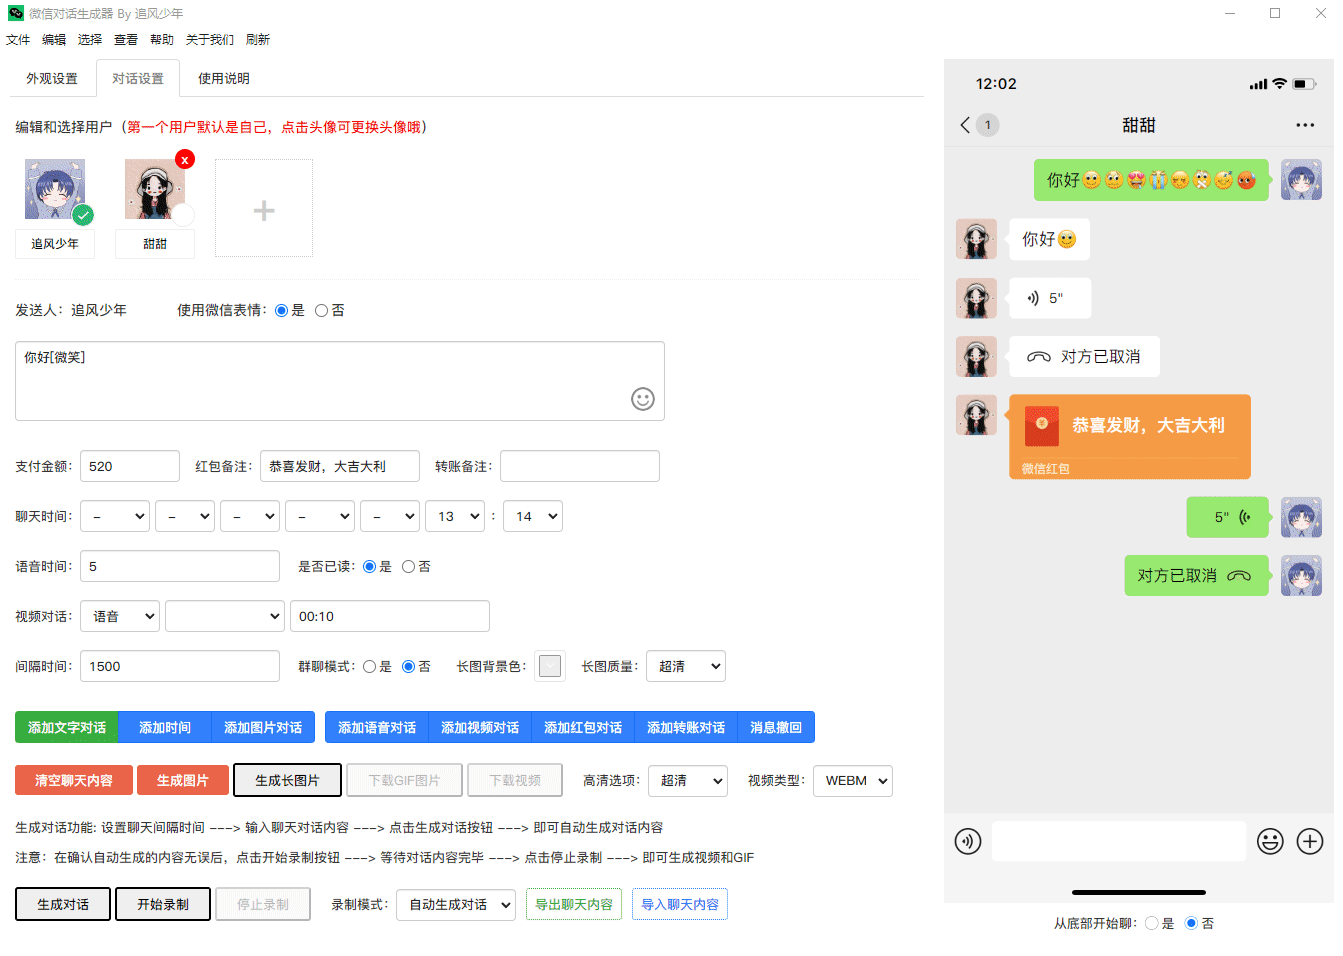 微信对话生成器 By 追风少年
文件 编辑 选择 查看 帮助 关于我们 刷新
外观设置 对话设置 使用说明
编辑和选择用户（第一个用户默认是自己，点击头像可更换头像哦）
x
追风少年 甜甜
发送人：追风少年 使用微信表情：是 否
你好[微笑]
支付金额：520 红包备注：恭喜发财，大吉大利 转账备注：
聊天时间：– – – – – 13 : 14
语音时间：5 是否已读：是 否
视频对话：语音 00:10
间隔时间：1500 群聊模式：是 否 长图背景色： 长图质量：超清
添加文字对话 添加时间 添加图片对话 添加语音对话 添加视频对话 添加红包对话 添加转账对话 消息撤回
清空聊天内容 生成图片 生成长图片 下载GIF图片 下载视频 高清选项：超清 视频类型：WEBM
生成对话功能: 设置聊天间隔时间 ---> 输入聊天对话内容 ---> 点击生成对话按钮 ---> 即可自动生成对话内容
注意：在确认自动生成的内容无误后，点击开始录制按钮 ---> 等待对话内容完毕 ---> 点击停止录制 ---> 即可生成视频和GIF
生成对话 开始录制 停止录制 录制模式：自动生成对话 导出聊天内容 导入聊天内容
12:02
1 甜甜
你好
你好
5"
对方已取消
恭喜发财，大吉大利
微信红包
5"
对方已取消
从底部开始聊：是 否